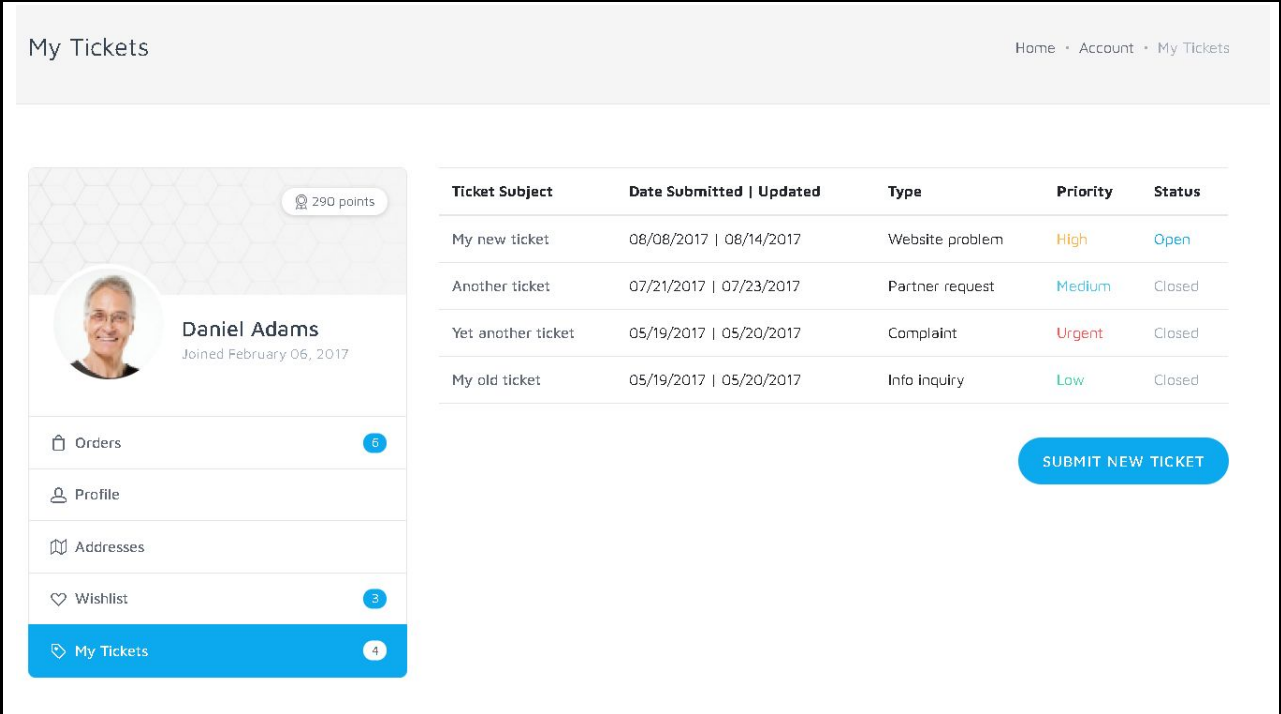 My Tickets
Home • Account • My Tickets
290 points
Daniel Adams
Joined February 06, 2017
Orders 6
Profile
Addresses
Wishlist 3
My Tickets 4
Ticket Subject Date Submitted | Updated Type Priority Status
My new ticket 08/08/2017 | 08/14/2017 Website problem High Open
Another ticket 07/21/2017 | 07/23/2017 Partner request Medium Closed
Yet another ticket 05/19/2017 | 05/20/2017 Complaint Urgent Closed
My old ticket 05/19/2017 | 05/20/2017 Info inquiry Low Closed
SUBMIT NEW TICKET